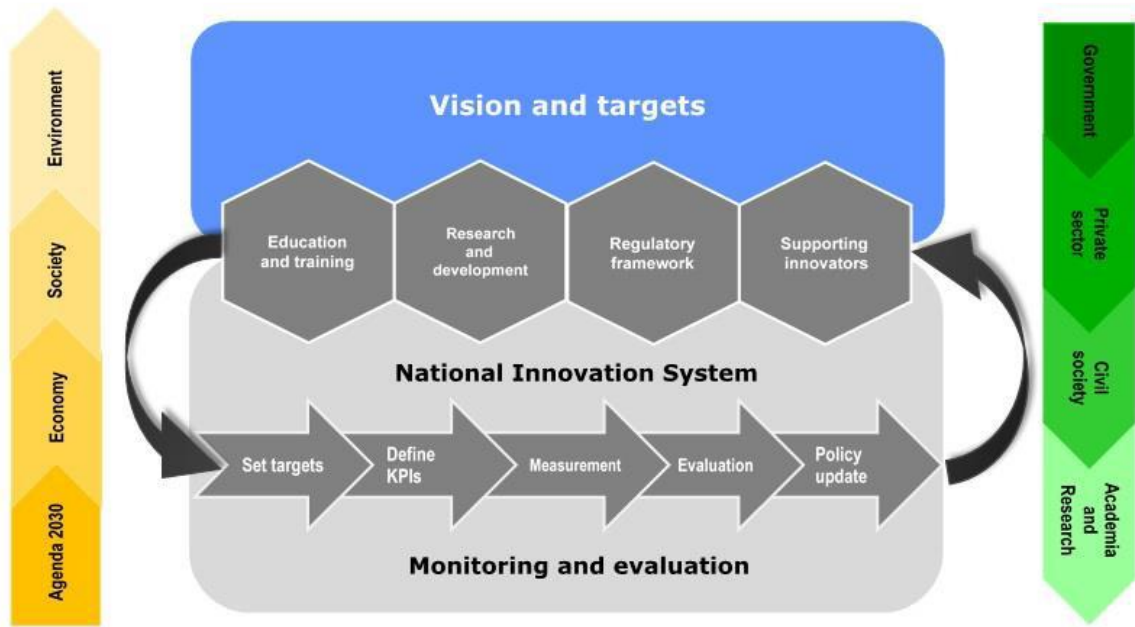 Vision and targets
Education
and training
Research
and
development
Regulatory
framework
Supporting
innovators
National Innovation System
Set targets
Define
KPIs
Measurement
Evaluation
Policy
update
Monitoring and evaluation
Environment
Society
Economy
Agenda 2030
Government
Private
sector
Civil
society
Academia
and
Research